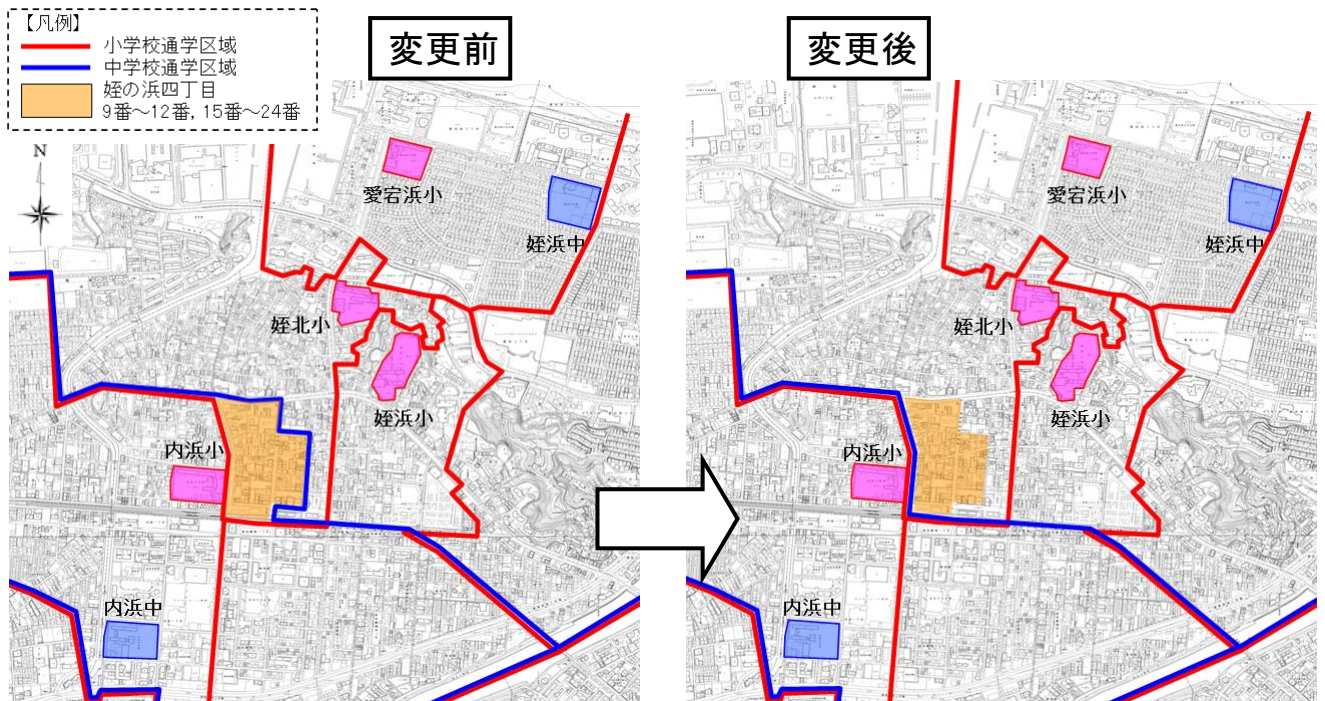 【凡例】
小学校通学区域
中学校通学区域
姪の浜四丁目
9番～12番, 15番～24番
変更前
変更後
N
愛宕浜小
姪浜中
姪北小
姪浜小
内浜小
内浜中
愛宕浜小
姪浜中
姪北小
姪浜小
内浜小
内浜中